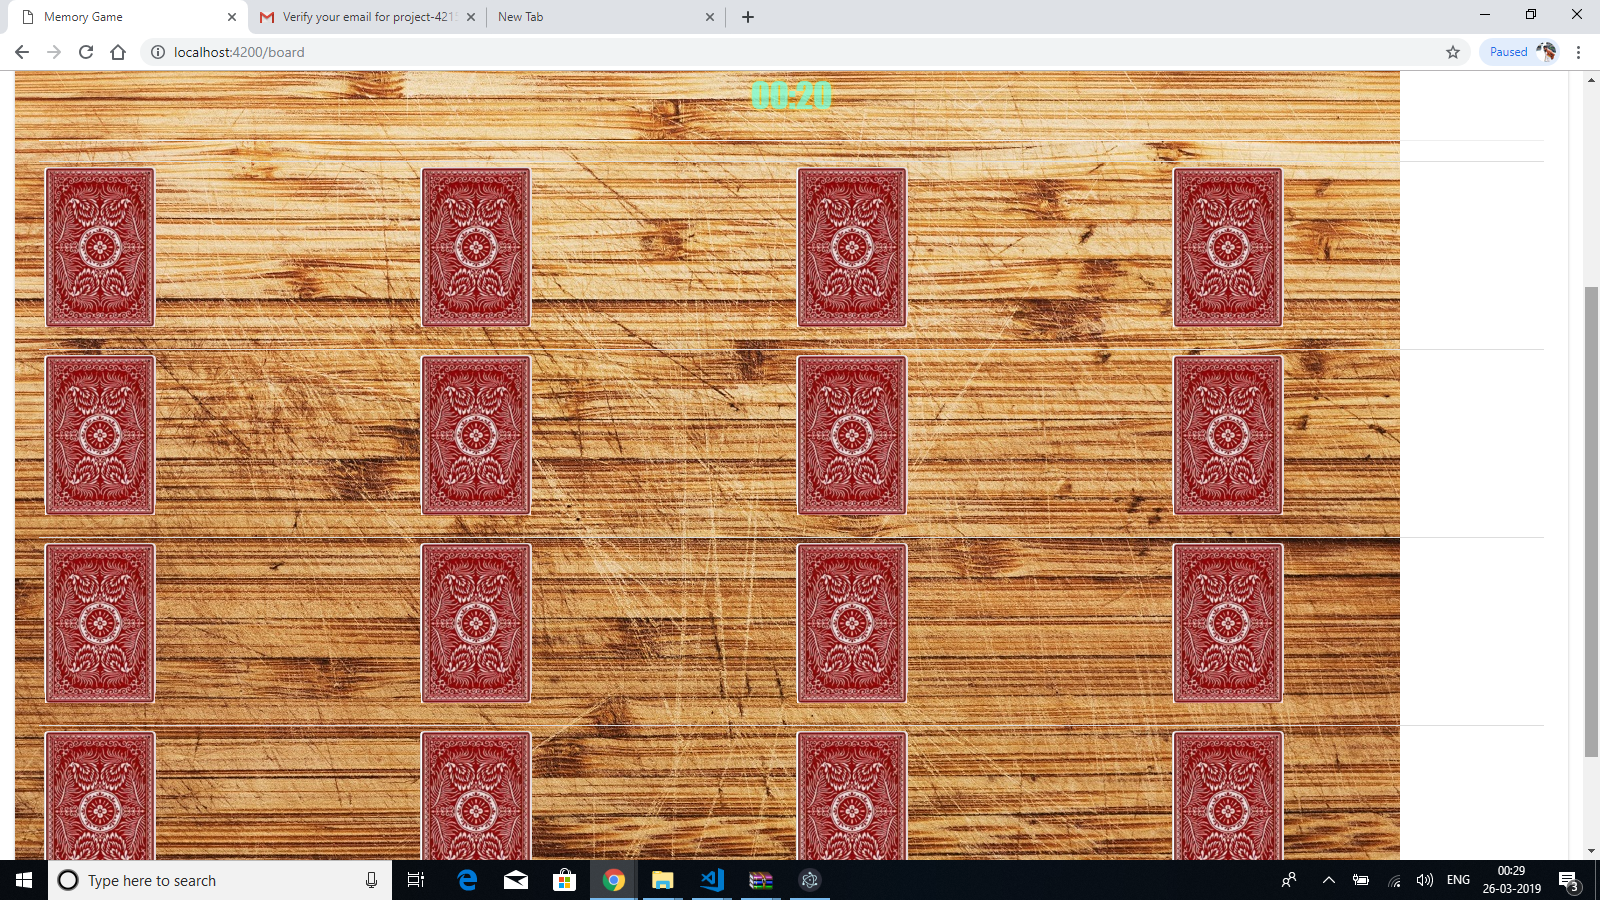 Memory Game
Verify your email for project-4215
New Tab
localhost:4200/board
Paused
00:20
Type here to search
ENG
00:29
26-03-2019
3